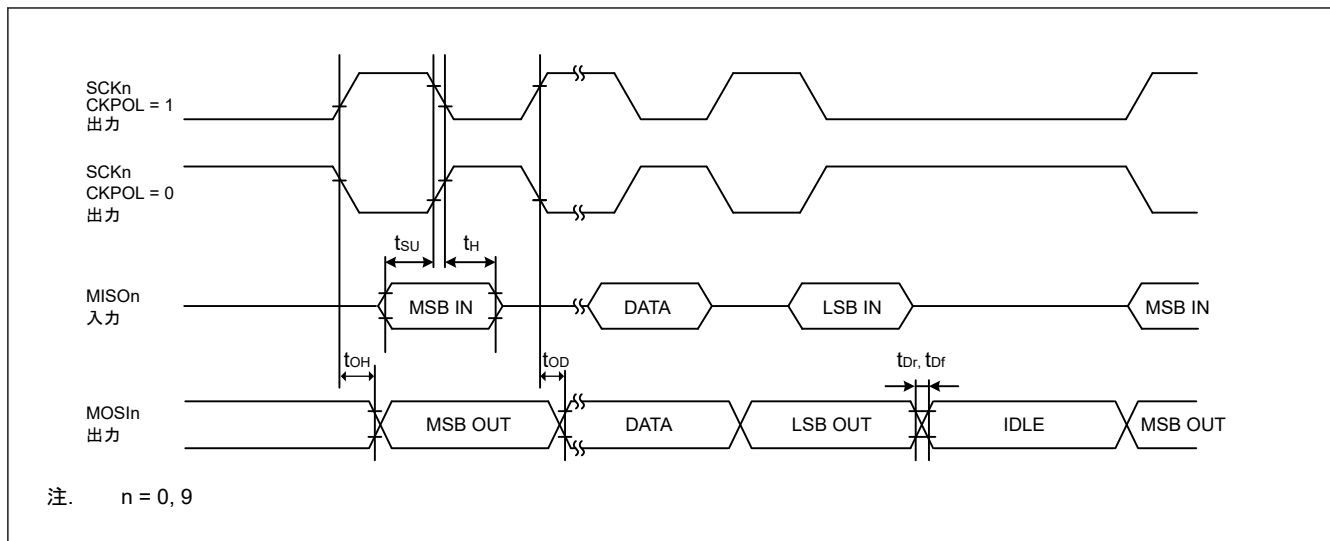 SCKn
CKPOL = 1
出力
SCKn
CKPOL = 0
出力
tSU
tH
MISOn
入力
MSB IN
DATA
LSB IN
MSB IN
tOH
tOD
tDr, tDf
MOSIn
出力
MSB OUT
DATA
LSB OUT
IDLE
MSB OUT
注. n = 0, 9